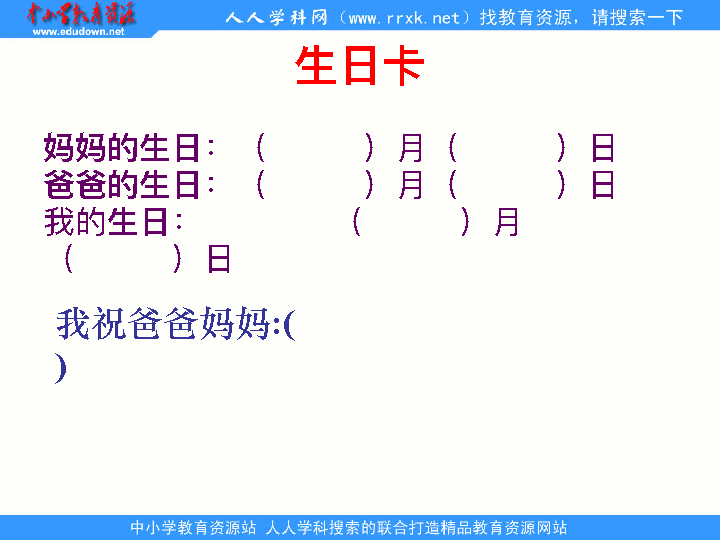 中小学教育资源
www.edudown.net
人人学科网（www.rrxk.net）找教育资源，请搜索一下
生日卡
妈妈的生日：（　　　）月（　　　）日
爸爸的生日：（　　　）月（　　　）日
我的生日：　　　　　（　　　）月
（　　　）日
我祝爸爸妈妈:(
)
中小学教育资源站 人人学科搜索的联合打造精品教育资源网站